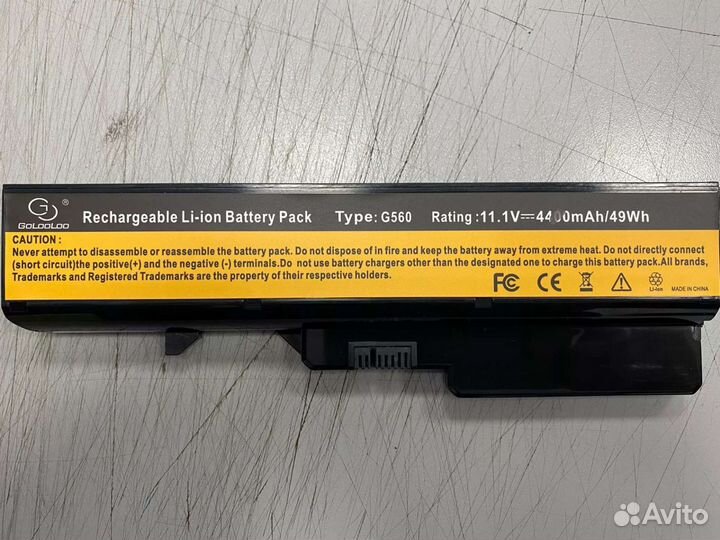 GoLooLoo ®
Rechargeable Li-ion Battery Pack Type: G560 Rating: 11.1V⎓4400mAh/49Wh
CAUTION :
Never attempt to disassemble or reassemble the battery pack. Do not dispose of in fire and keep the battery away from extreme heat. Do not directly connect
(short circuit)the positive(+) and the negative (-) terminals.Do not use battery chargers other than the designated one to charge this battery pack.All brands,
Trademarks and Registered Trademarks are the property of their respective holders.
FC CE Li-ion MADE IN CHINA
Avito